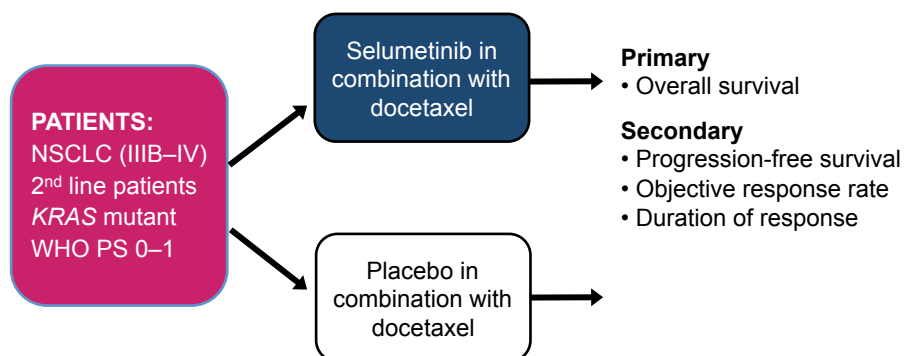 PATIENTS:
NSCLC (IIIB–IV)
2nd line patients
KRAS mutant
WHO PS 0–1
Selumetinib in
combination with
docetaxel
Placebo in
combination with
docetaxel
Primary
• Overall survival
Secondary
• Progression-free survival
• Objective response rate
• Duration of response